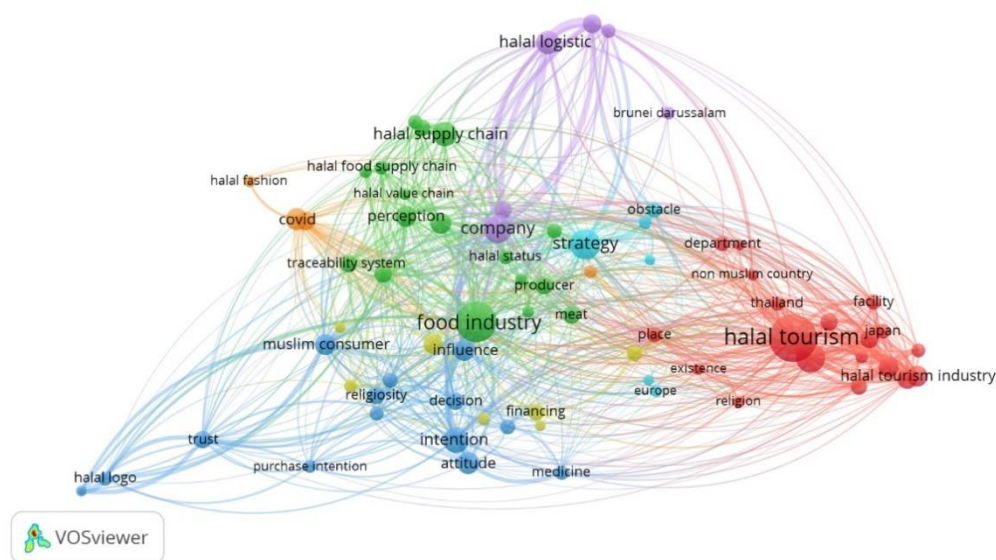 halal logistic
brunei darussalam
halal supply chain
halal food supply chain
halal fashion
halal value chain
covid
perception
company
obstacle
strategy
department
halal status
traceability system
non muslim country
producer
thailand
facility
meat
food industry
place
halal tourism
japan
muslim consumer
influence
existence
halal tourism industry
religiosity
decision
europe
religion
financing
trust
intention
purchase intention
attitude
medicine
halal logo
VOSviewer